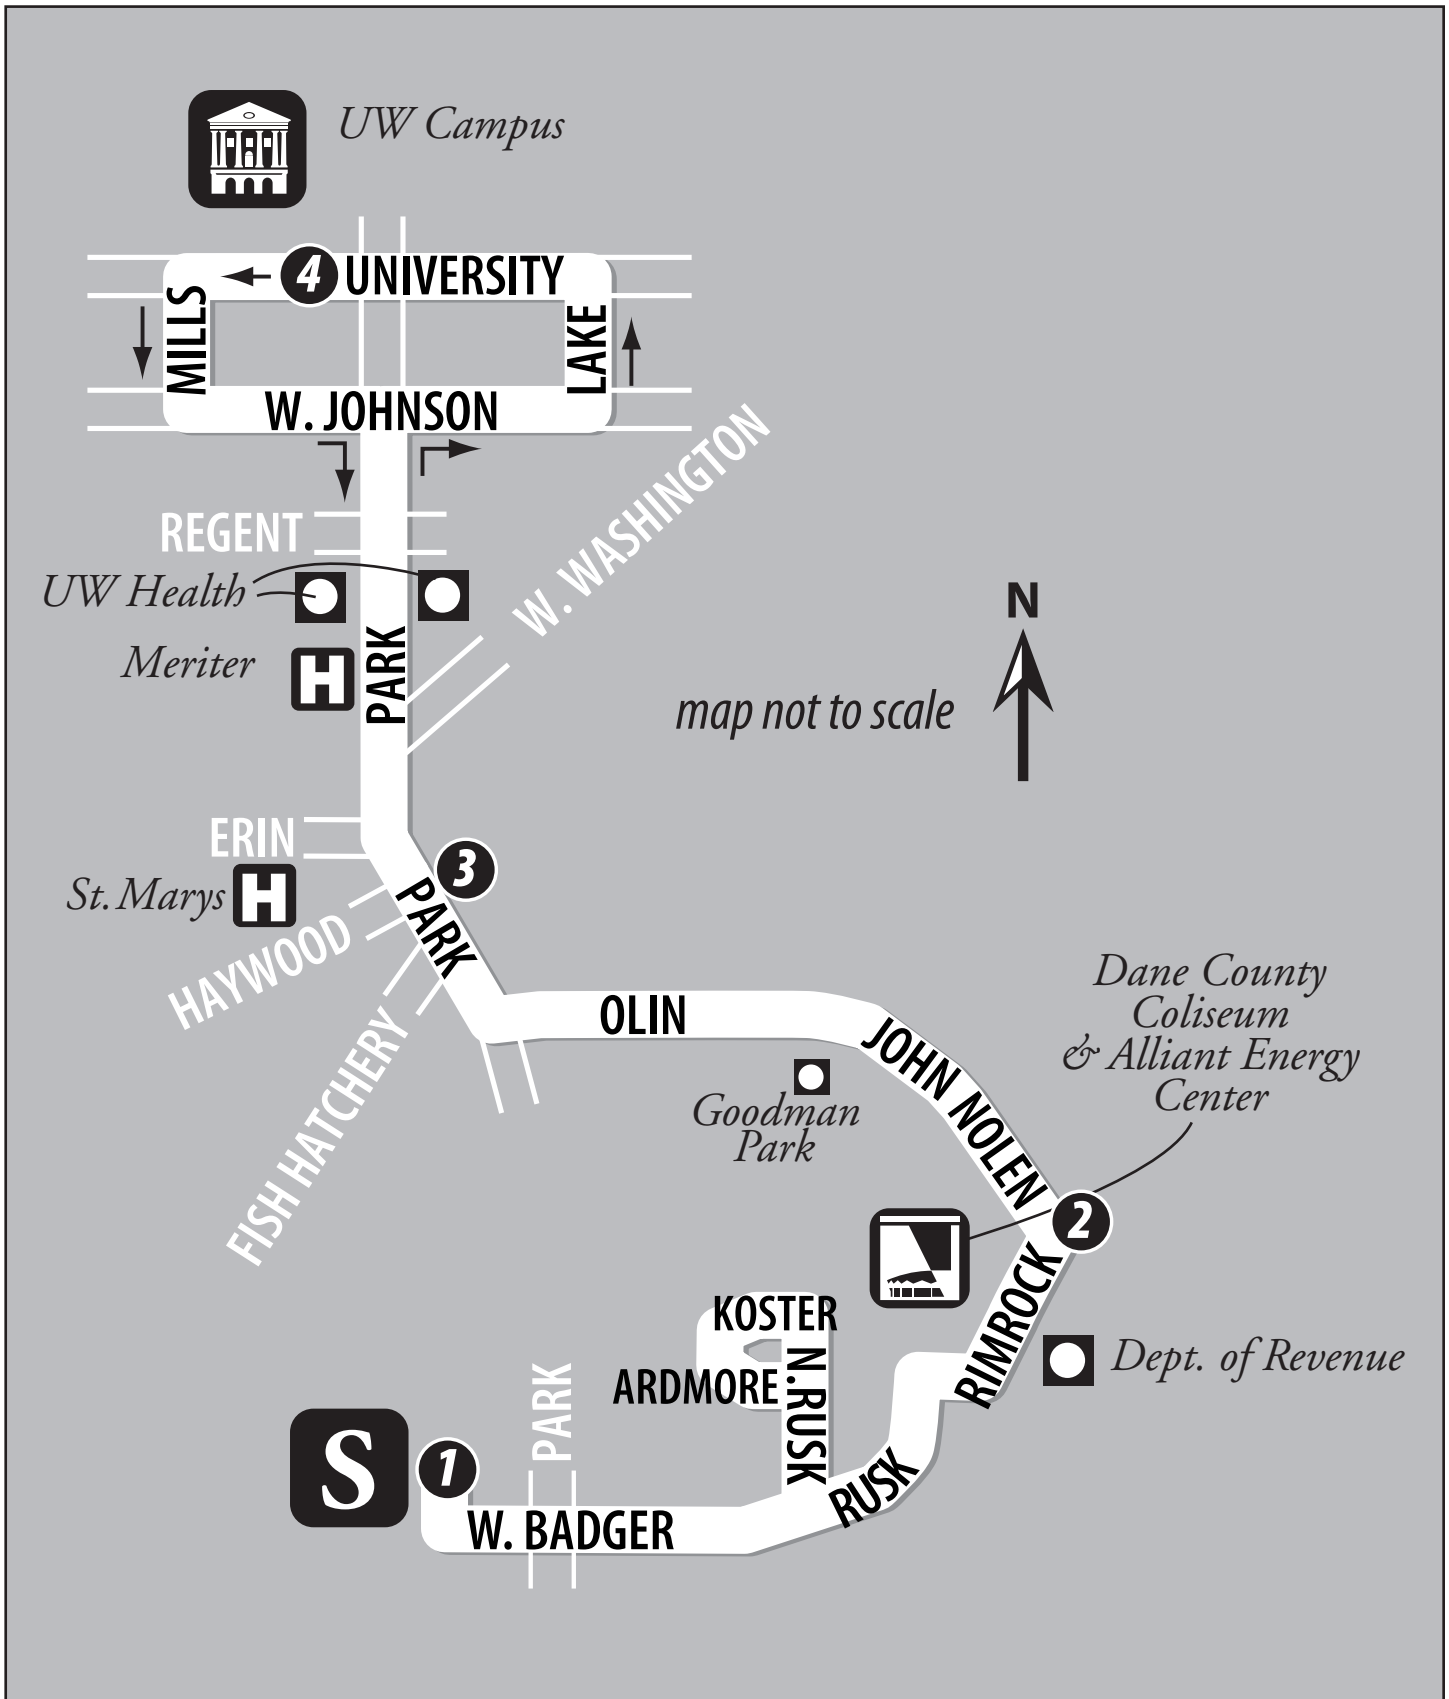 UW Campus
4
UNIVERSITY
MILLS
LAKE
W. JOHNSON
W. WASHINGTON
REGENT
UW Health
Meriter
H
PARK
N
map not to scale
ERIN
3
St. Marys
H
PARK
HAYWOOD
FISH HATCHERY
OLIN
JOHN NOLEN
Dane County
Coliseum
& Alliant Energy
Center
Goodman
Park
2
RIMROCK
KOSTER
N. RUSK
ARDMORE
Dept. of Revenue
PARK
S
1
RUSK
W. BADGER